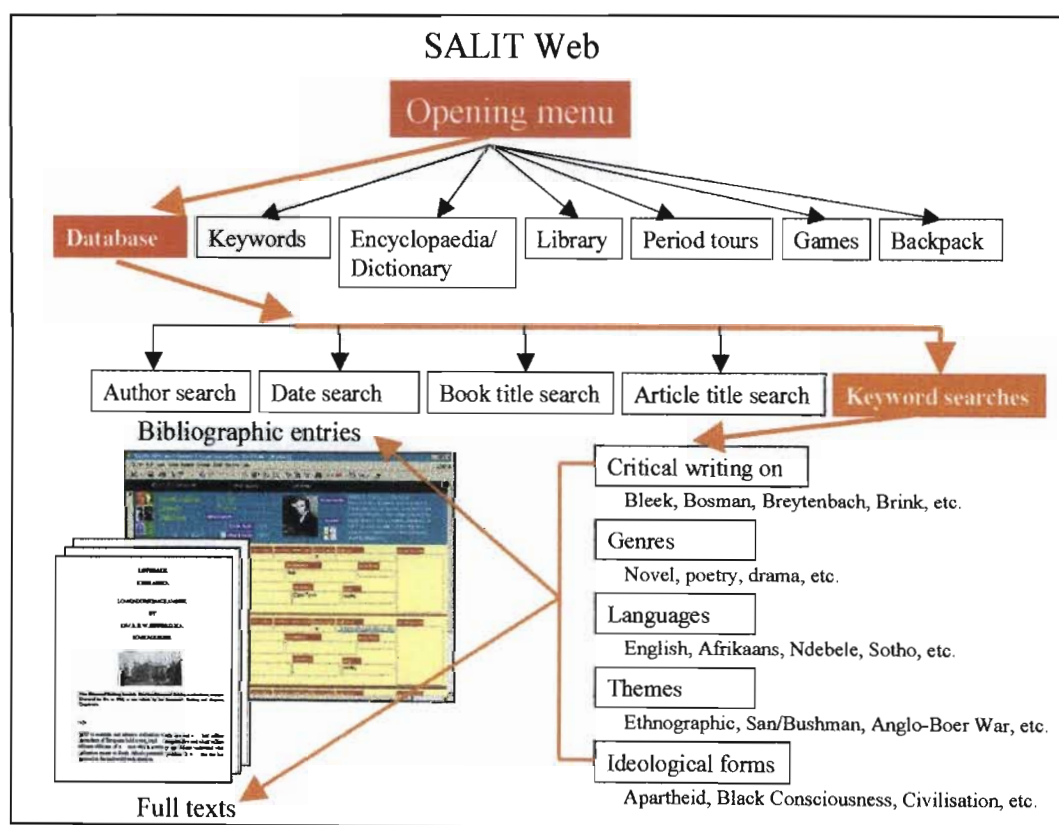 SALIT Web
Opening menu
Database
Keywords
Encyclopaedia/
Dictionary
Library
Period tours
Games
Backpack
Author search
Date search
Book title search
Article title search
Keyword searches
Bibliographic entries
Critical writing on
Bleek, Bosman, Breytenbach, Brink, etc.
Genres
Novel, poetry, drama, etc.
Languages
English, Afrikaans, Ndebele, Sotho, etc.
Themes
Ethnographic, San/Bushman, Anglo-Boer War, etc.
Ideological forms
Apartheid, Black Consciousness, Civilisation, etc.
Full texts